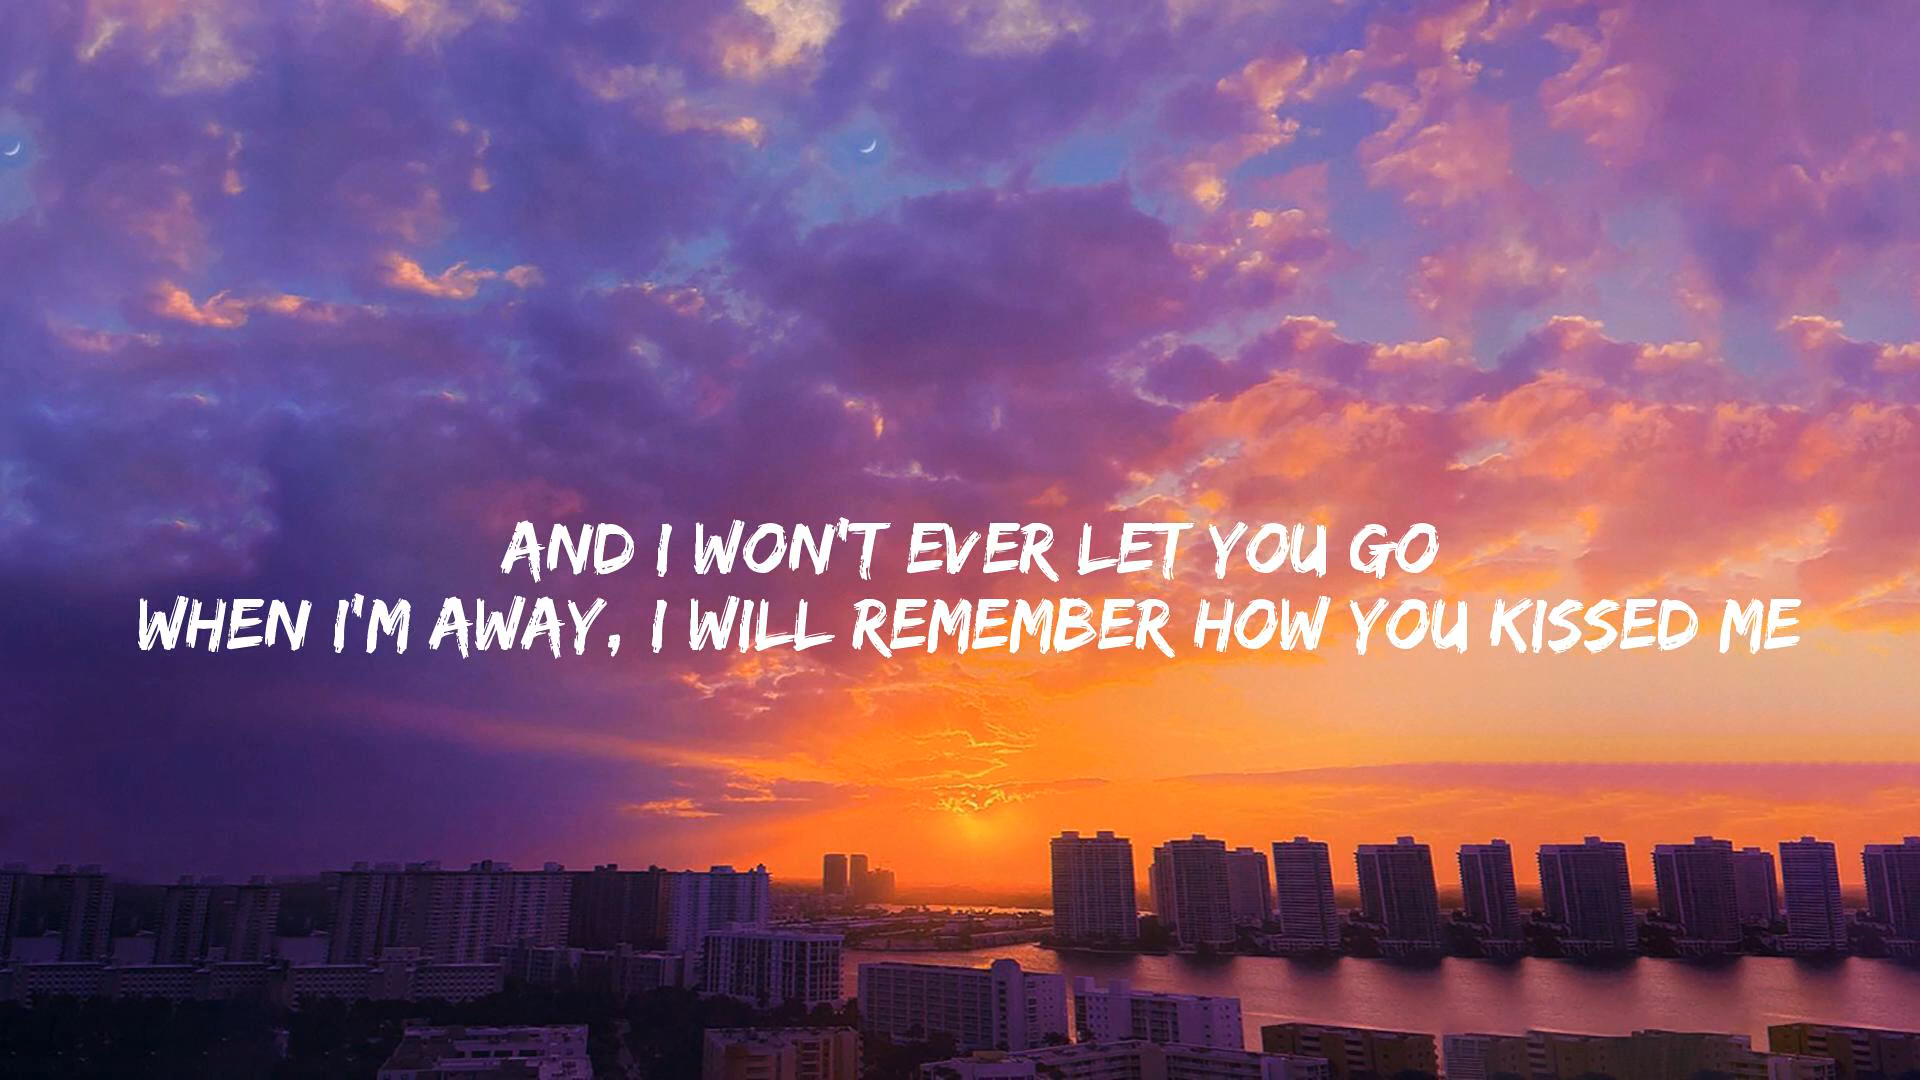 AND I WON'T EVER LET YOU GO
WHEN I'M AWAY, I WILL REMEMBER HOW YOU KISSED ME